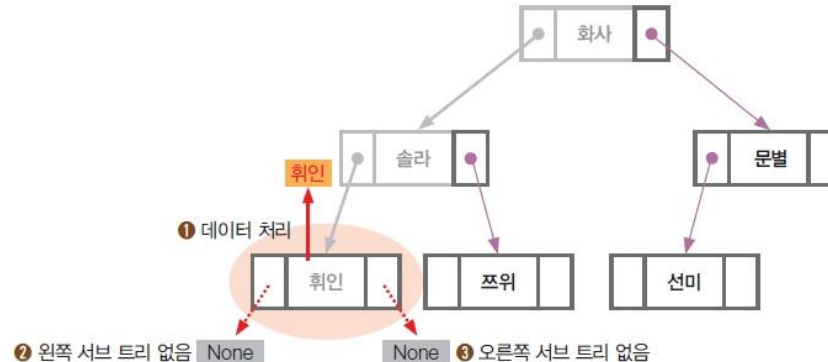 화사
솔라
문별
휘인
❶ 데이터 처리
휘인
쯔위
선미
❷ 왼쪽 서브 트리 없음 None
None ❸ 오른쪽 서브 트리 없음